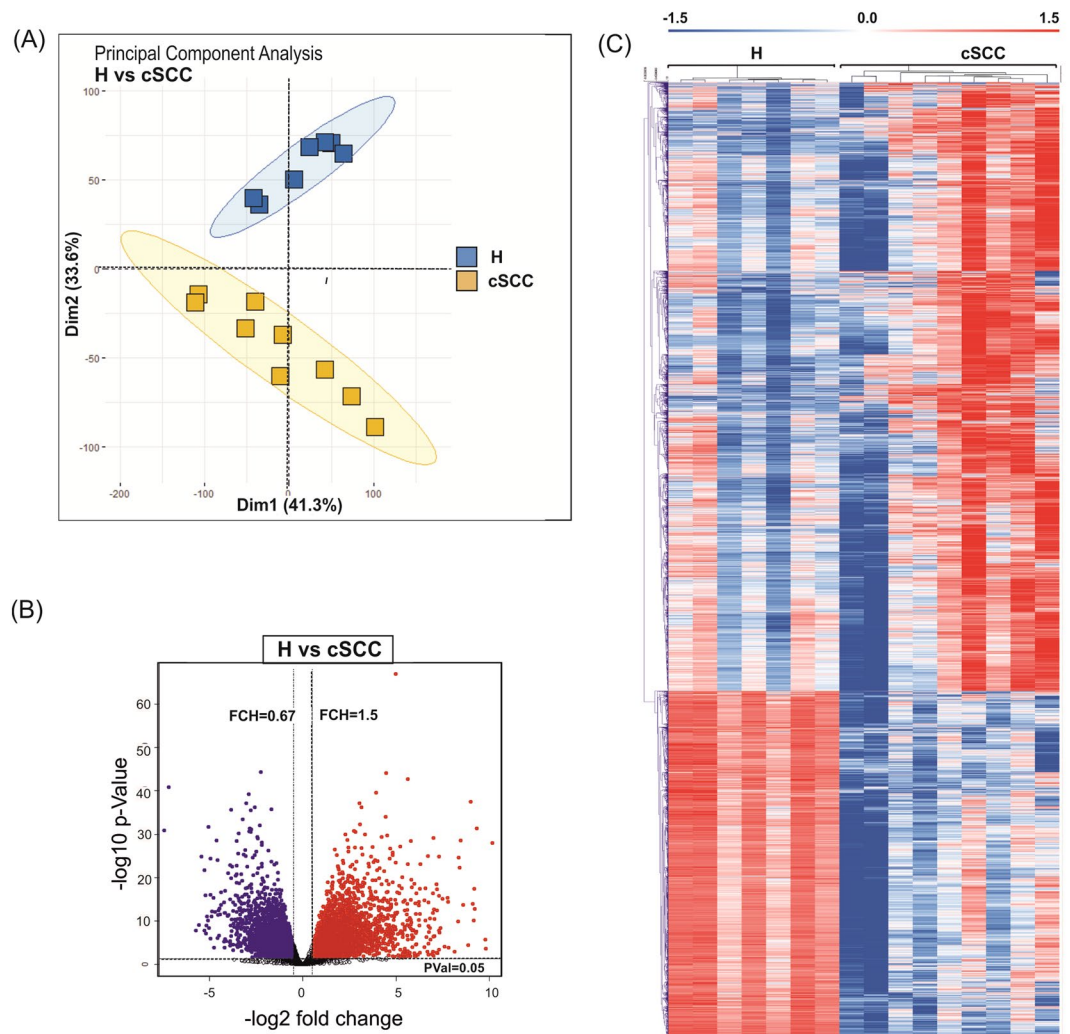 (A)
Principal Component Analysis
H vs cSCC
100
50
0
-50
-100
-200
-100
0
100
Dim2 (33.6%)
Dim1 (41.3%)
H
cSCC
(B)
H vs cSCC
FCH=0.67
FCH=1.5
60
50
40
30
20
10
0
PVal=0.05
-5
0
5
10
-log10 p-Value
-log2 fold change
(C)
-1.5
0.0
1.5
H
cSCC